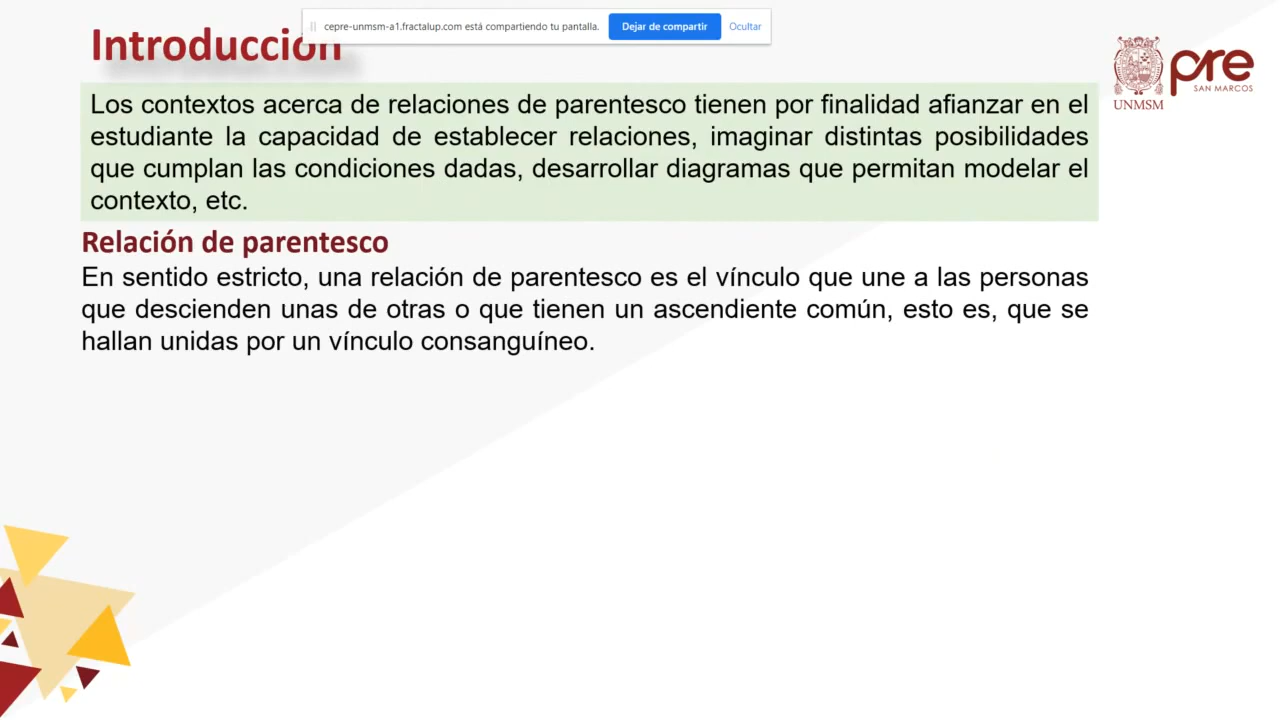 cepre-unmsm-a1.fractalup.com está compartiendo tu pantalla. Dejar de compartir Ocultar
Introducción
Los contextos acerca de relaciones de parentesco tienen por finalidad afianzar en el
estudiante la capacidad de establecer relaciones, imaginar distintas posibilidades
que cumplan las condiciones dadas, desarrollar diagramas que permitan modelar el
contexto, etc.
Relación de parentesco
En sentido estricto, una relación de parentesco es el vínculo que une a las personas
que descienden unas de otras o que tienen un ascendiente común, esto es, que se
hallan unidas por un vínculo consanguíneo.
pre
SAN MARCOS
UNMSM